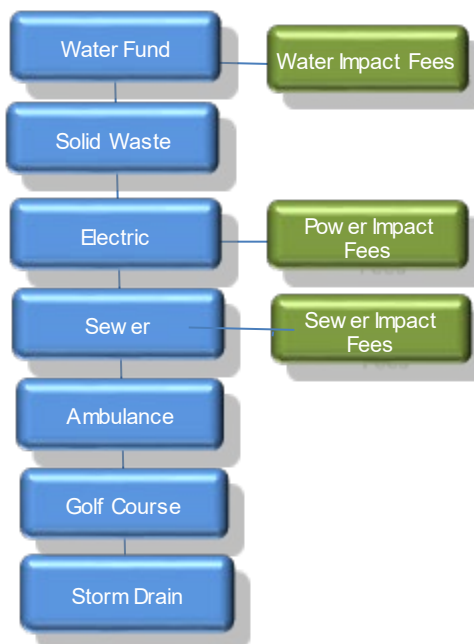 Water Fund
Water Impact Fees
Solid Waste
Electric
Power Impact
Fees
Sewer
Sewer Impact
Fees
Ambulance
Golf Course
Storm Drain